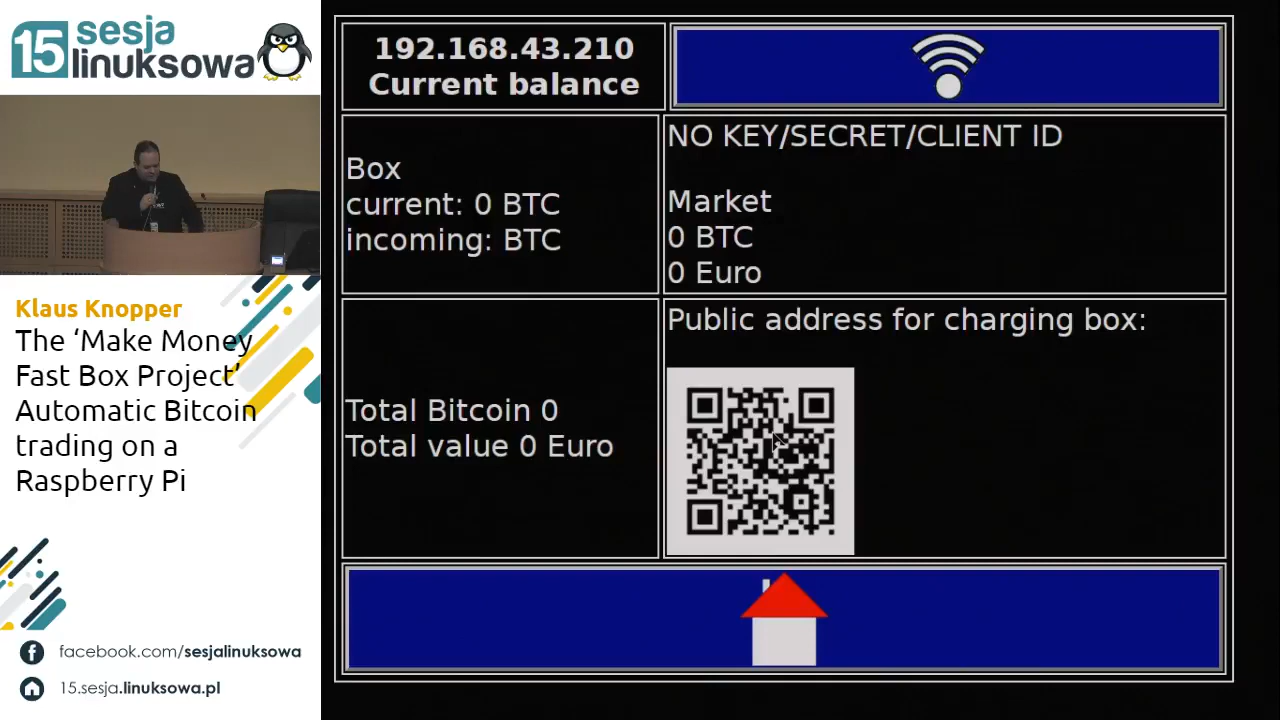 15 sesja
linuksowa
Klaus Knopper
The ‘Make Money
Fast Box Project’
Automatic Bitcoin
trading on a
Raspberry Pi
facebook.com/sesjalinuksowa
15.sesja.linuksowa.pl
192.168.43.210
Current balance
Box
current: 0 BTC
incoming: BTC
NO KEY/SECRET/CLIENT ID
Market
0 BTC
0 Euro
Total Bitcoin 0
Total value 0 Euro
Public address for charging box: